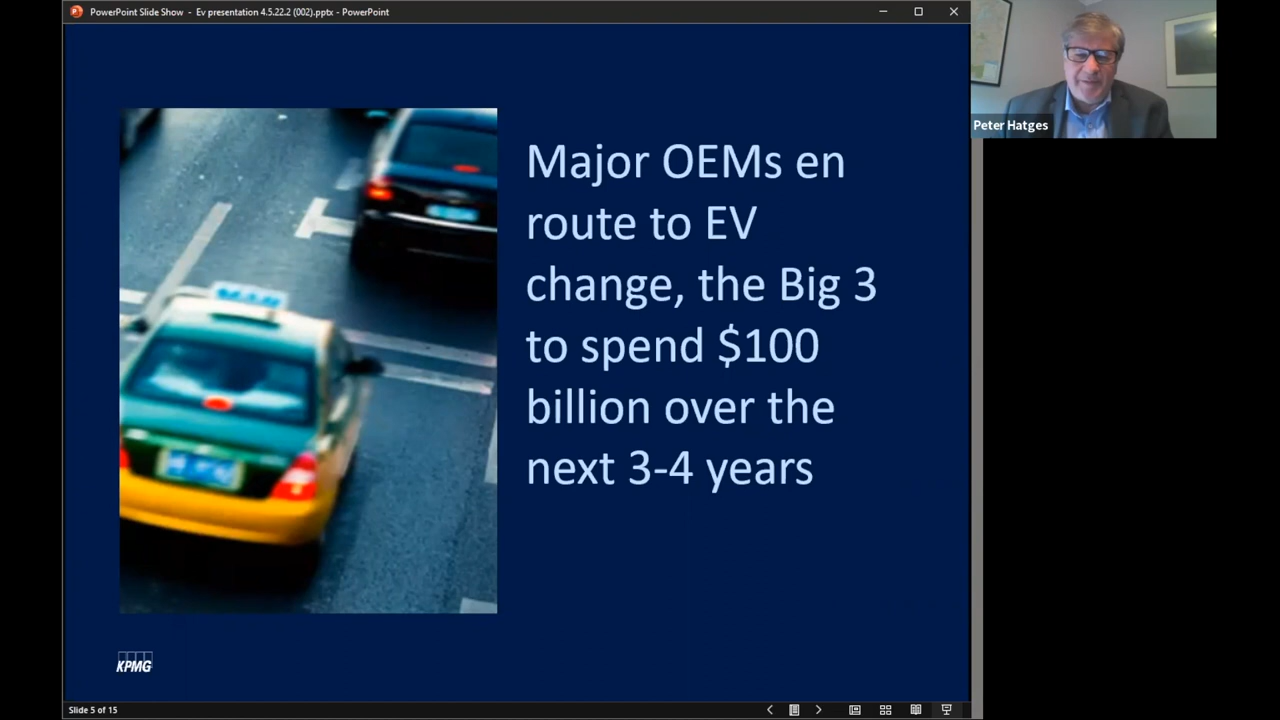 PowerPoint Slide Show - Ev presentation 4.5.22.2 (002).pptx - PowerPoint
Peter Hatges
Major OEMs en
route to EV
change, the Big 3
to spend $100
billion over the
next 3-4 years
KPMG
Slide 5 of 15